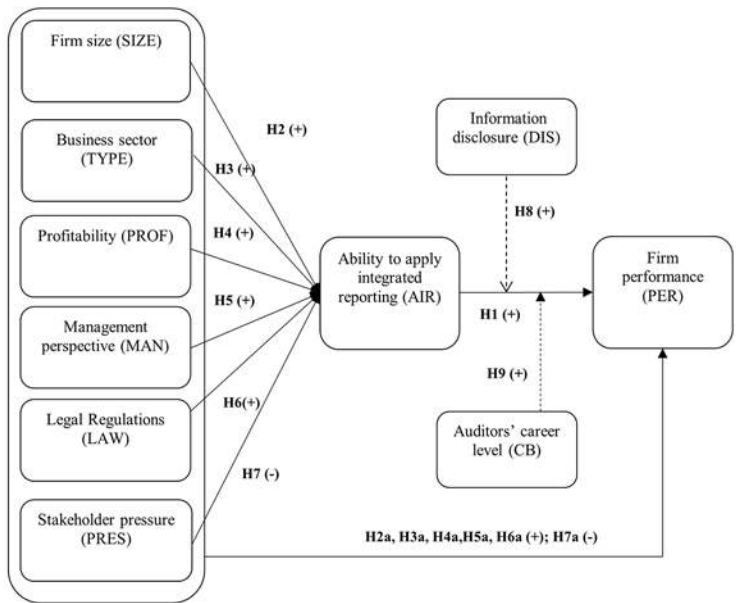 Firm size (SIZE)
Business sector
(TYPE)
Profitability (PROF)
Management
perspective (MAN)
Legal Regulations
(LAW)
Stakeholder pressure
(PRES)
H2 (+)
H3 (+)
H4 (+)
H5 (+)
H6(+)
H7 (-)
Ability to apply
integrated
reporting (AIR)
Information
disclosure (DIS)
H8 (+)
H1 (+)
H9 (+)
Auditors’ career
level (CB)
Firm
performance
(PER)
H2a, H3a, H4a,H5a, H6a (+); H7a (-)